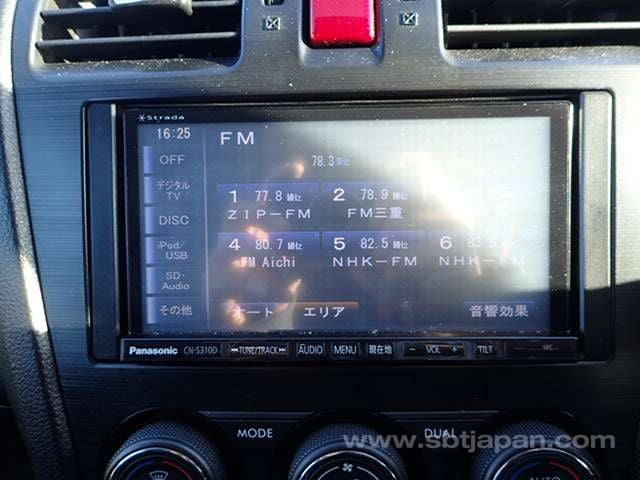 Strada
16:25 FM
OFF 78.3 MHz
デジタル
TV
1 77.8 MHz 2 78.9 MHz
ZIP-FM FM三重
DISC
4 80.7 MHz 5 82.5 MHz 6
FM Aichi NHK-FM NHK-FM
iPod/
USB
SD-
Audio
その他 オート エリア 音響効果
Panasonic CN-S310D TUNE/TRACK AUDIO MENU 現在地 - VOL + TILT MIC
MODE DUAL
www.sbtjapan.com
AUTO